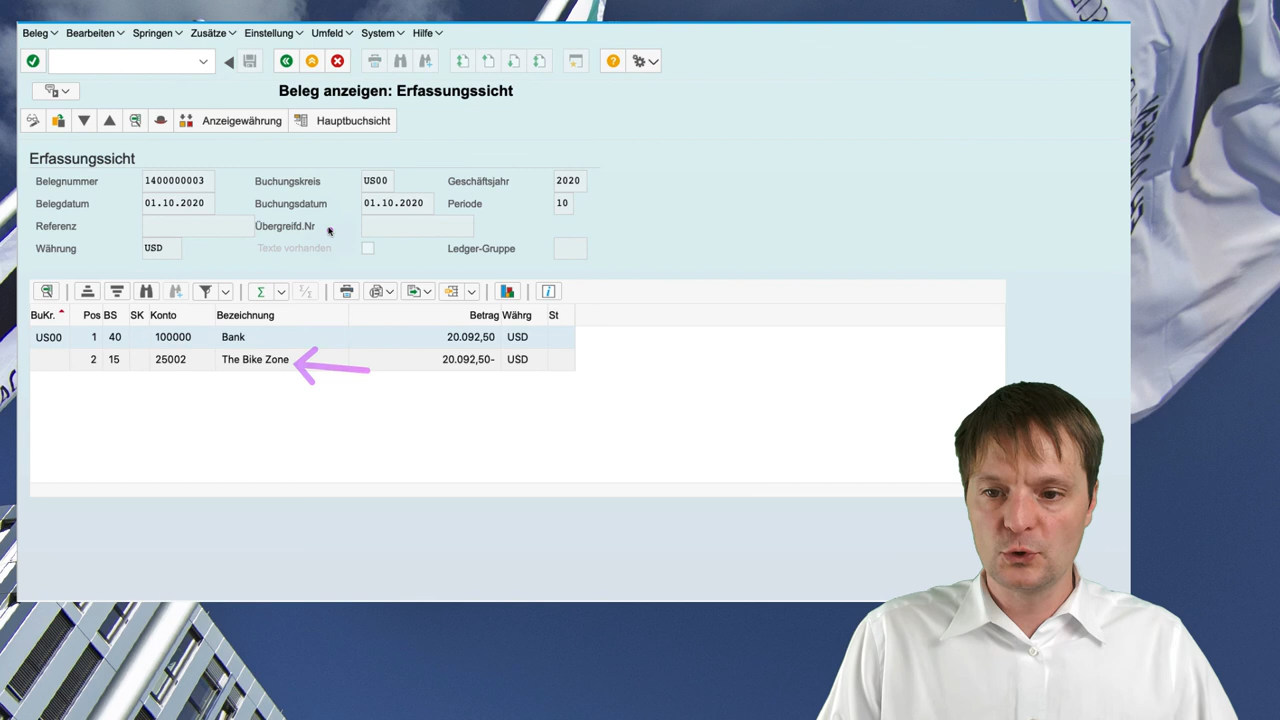 Beleg Bearbeiten Springen Zusätze Einstellung Umfeld System Hilfe
Beleg anzeigen: Erfassungssicht
Anzeigewährung Hauptbuchsicht
Erfassungssicht
Belegnummer 1400000003 Buchungskreis US00 Geschäftsjahr 2020
Belegdatum 01.10.2020 Buchungsdatum 01.10.2020 Periode 10
Referenz Übergreifd.Nr
Währung USD Texte vorhanden Ledger-Gruppe
BuKr. Pos BS SK Konto Bezeichnung Betrag Währg St
US00 1 40 100000 Bank 20.092,50 USD
2 15 25002 The Bike Zone 20.092,50- USD